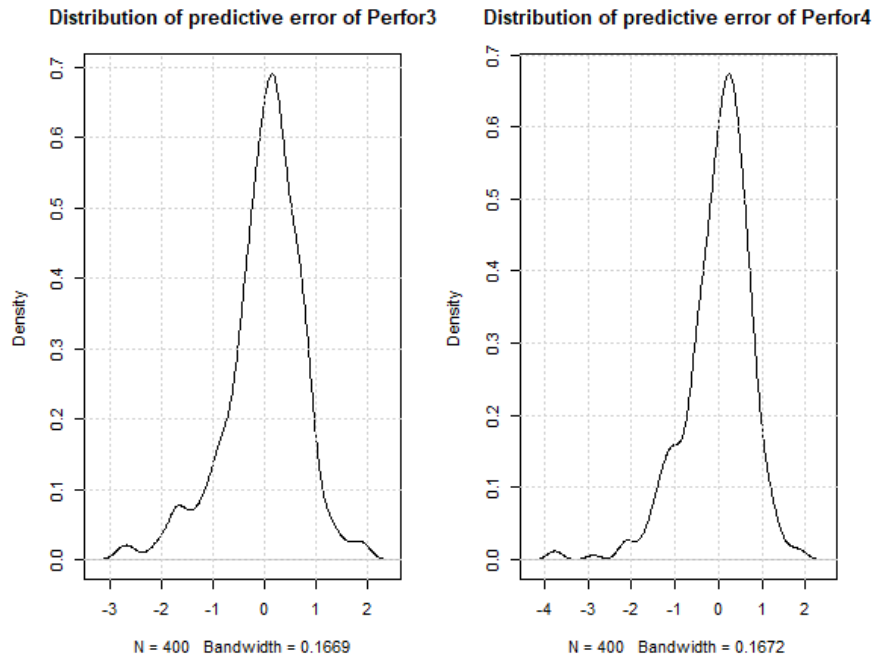 Distribution of predictive error of Perfor3
Density
0.0 0.1 0.2 0.3 0.4 0.5 0.6 0.7
-3 -2 -1 0 1 2
N = 400 Bandwidth = 0.1669
Distribution of predictive error of Perfor4
Density
0.0 0.1 0.2 0.3 0.4 0.5 0.6 0.7
-4 -3 -2 -1 0 1 2
N = 400 Bandwidth = 0.1672